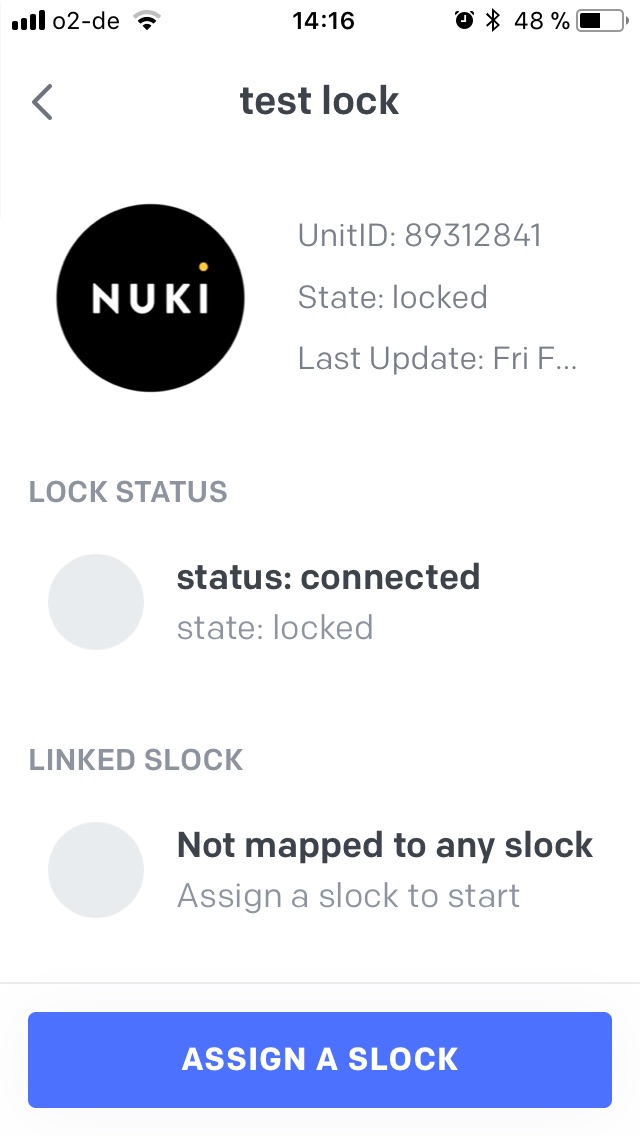 o2-de 14:16 48 %
test lock
NUKI
UnitID: 89312841
State: locked
Last Update: Fri F...
LOCK STATUS
status: connected
state: locked
LINKED SLOCK
Not mapped to any slock
Assign a slock to start
ASSIGN A SLOCK